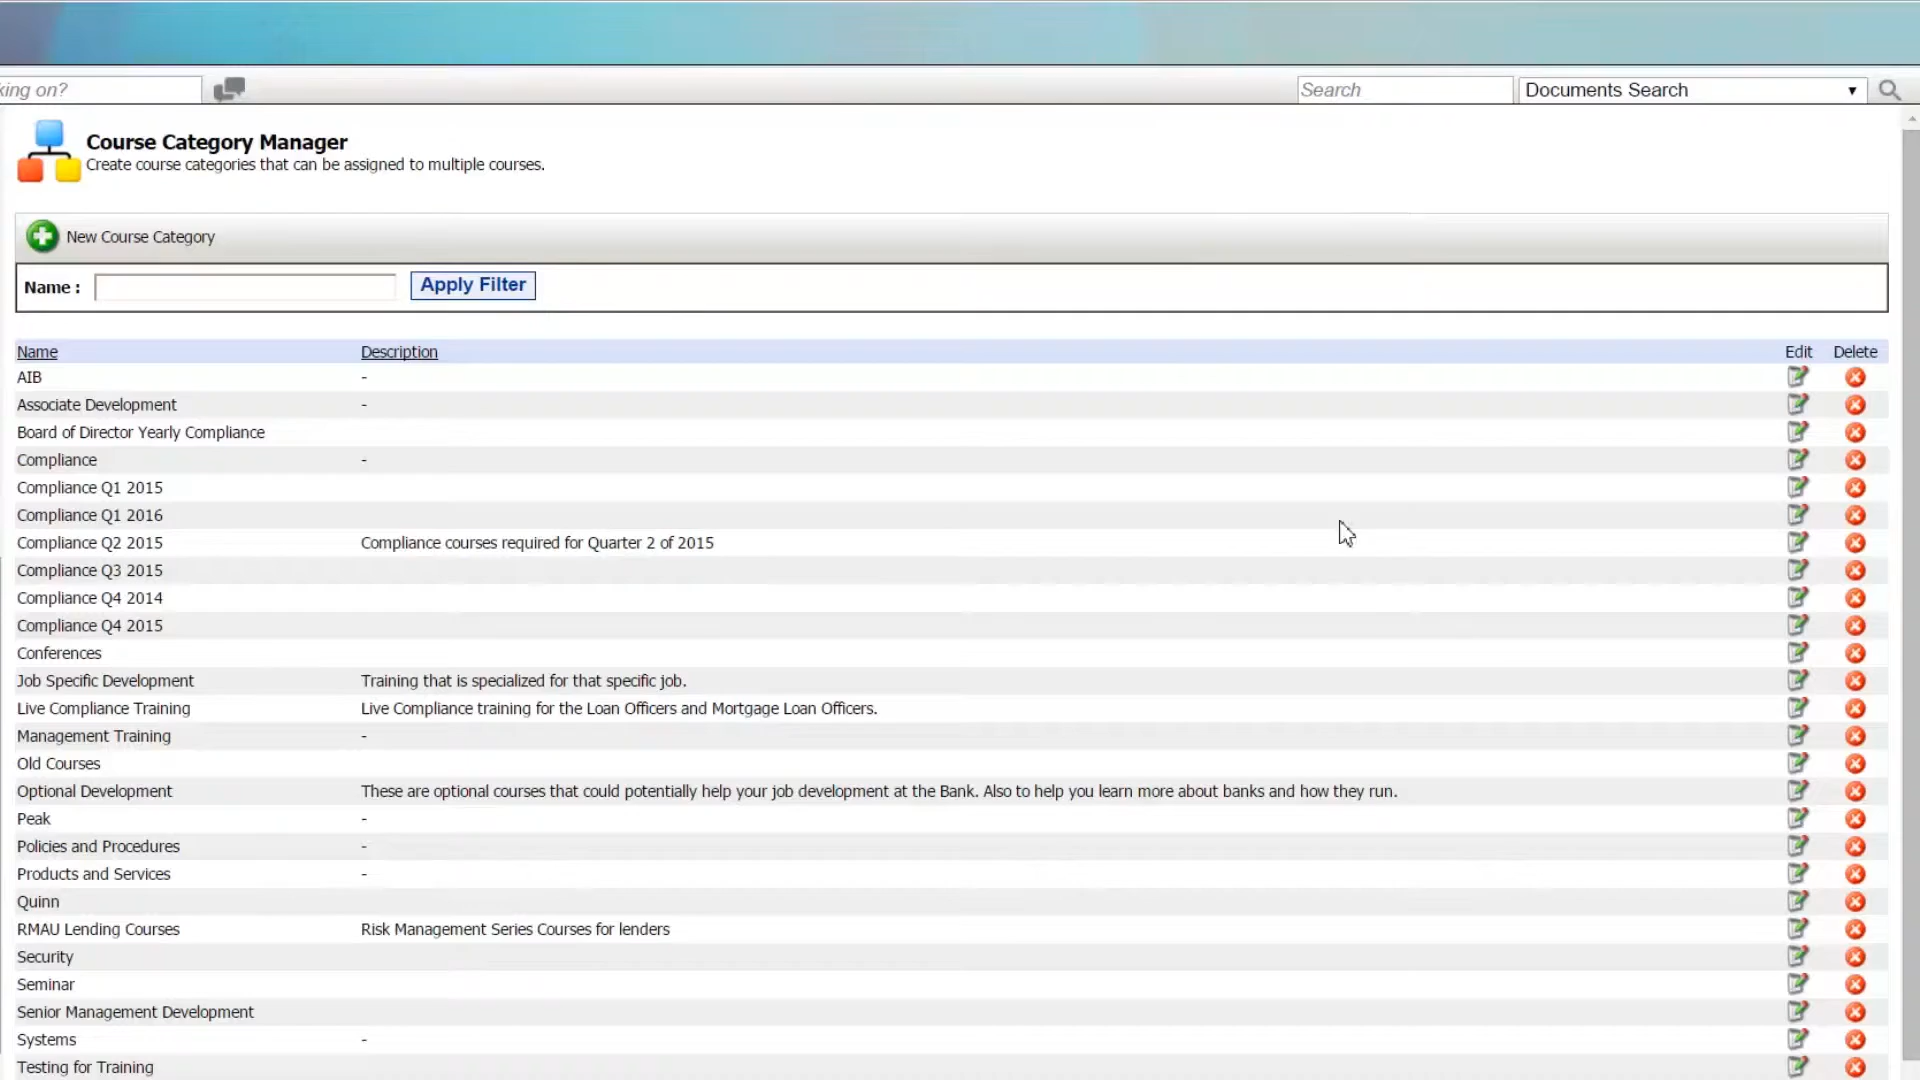 king on?
Search
Documents Search
Course Category Manager
Create course categories that can be assigned to multiple courses.
New Course Category
Name :
Apply Filter
Name Description Edit Delete
AIB -
Associate Development -
Board of Director Yearly Compliance
Compliance -
Compliance Q1 2015
Compliance Q1 2016
Compliance Q2 2015 Compliance courses required for Quarter 2 of 2015
Compliance Q3 2015
Compliance Q4 2014
Compliance Q4 2015
Conferences
Job Specific Development Training that is specialized for that specific job.
Live Compliance Training Live Compliance training for the Loan Officers and Mortgage Loan Officers.
Management Training -
Old Courses
Optional Development These are optional courses that could potentially help your job development at the Bank. Also to help you learn more about banks and how they run.
Peak -
Policies and Procedures -
Products and Services -
Quinn
RMAU Lending Courses Risk Management Series Courses for lenders
Security
Seminar
Senior Management Development
Systems -
Testing for Training